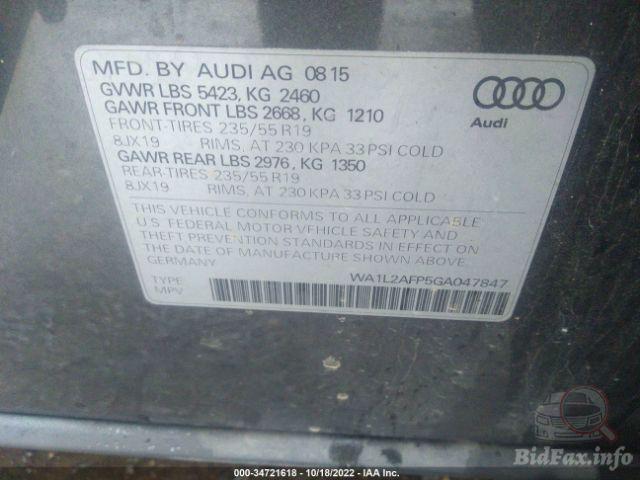 MFD. BY AUDI AG 0815
GVWR LBS 5423, KG 2460
GAWR FRONT LBS 2668, KG 1210
FRONT-TIRES 235/55 R19
8JX19 RIMS, AT 230 KPA 33 PSI COLD
GAWR REAR LBS 2976, KG 1350
REAR-TIRES 235/55 R19
8JX19 RIMS, AT 230 KPA 33 PSI COLD
THIS VEHICLE CONFORMS TO ALL APPLICABLE
U.S. FEDERAL MOTOR VEHICLE SAFETY AND
THEFT PREVENTION STANDARDS IN EFFECT ON
THE DATE OF MANUFACTURE SHOWN ABOVE.
GERMANY
TYPE
MPV
WA1L2AFP5GA047847
Audi
BidFax.info
000-34721618 - 10/18/2022 - IAA Inc.